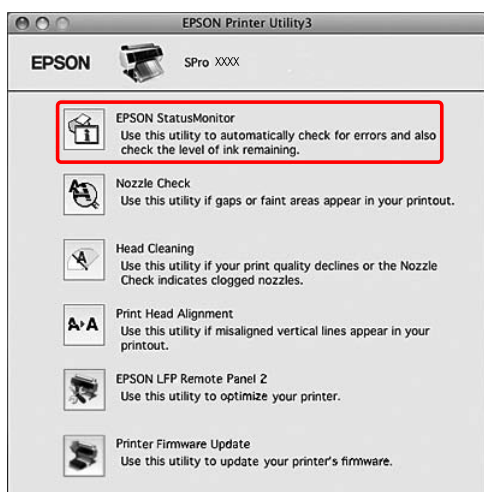 EPSON Printer Utility3
EPSON
SPro XXXX
EPSON StatusMonitor
Use this utility to automatically check for errors and also
check the level of ink remaining.
Nozzle Check
Use this utility if gaps or faint areas appear in your printout.
Head Cleaning
Use this utility if your print quality declines or the Nozzle
Check indicates clogged nozzles.
A▸A
Print Head Alignment
Use this utility if misaligned vertical lines appear in your
printout.
EPSON LFP Remote Panel 2
Use this utility to optimize your printer.
Printer Firmware Update
Use this utility to update your printer's firmware.